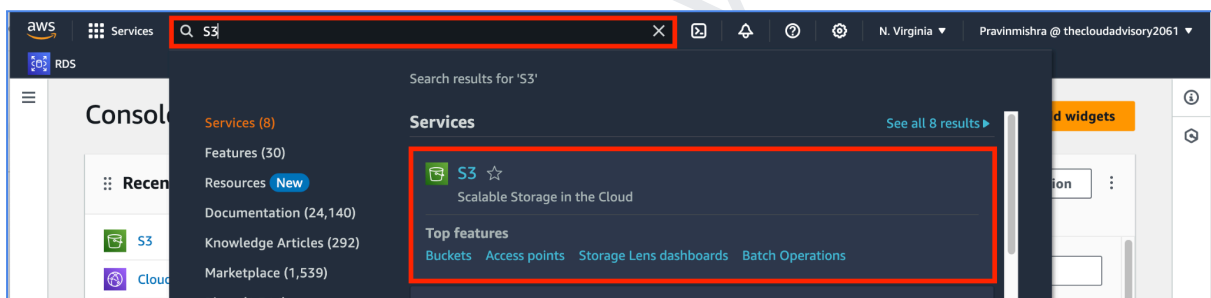 aws Services S3 N. Virginia Pravinmishra @ thecloudadvisory2061
RDS
Search results for 'S3'
Services (8)
Features (30)
Resources New
Documentation (24,140)
Knowledge Articles (292)
Marketplace (1,539)
Services See all 8 results
S3
Scalable Storage in the Cloud
Top features
Buckets Access points Storage Lens dashboards Batch Operations
Consol
Recen
S3
Cloud
d widgets
ion